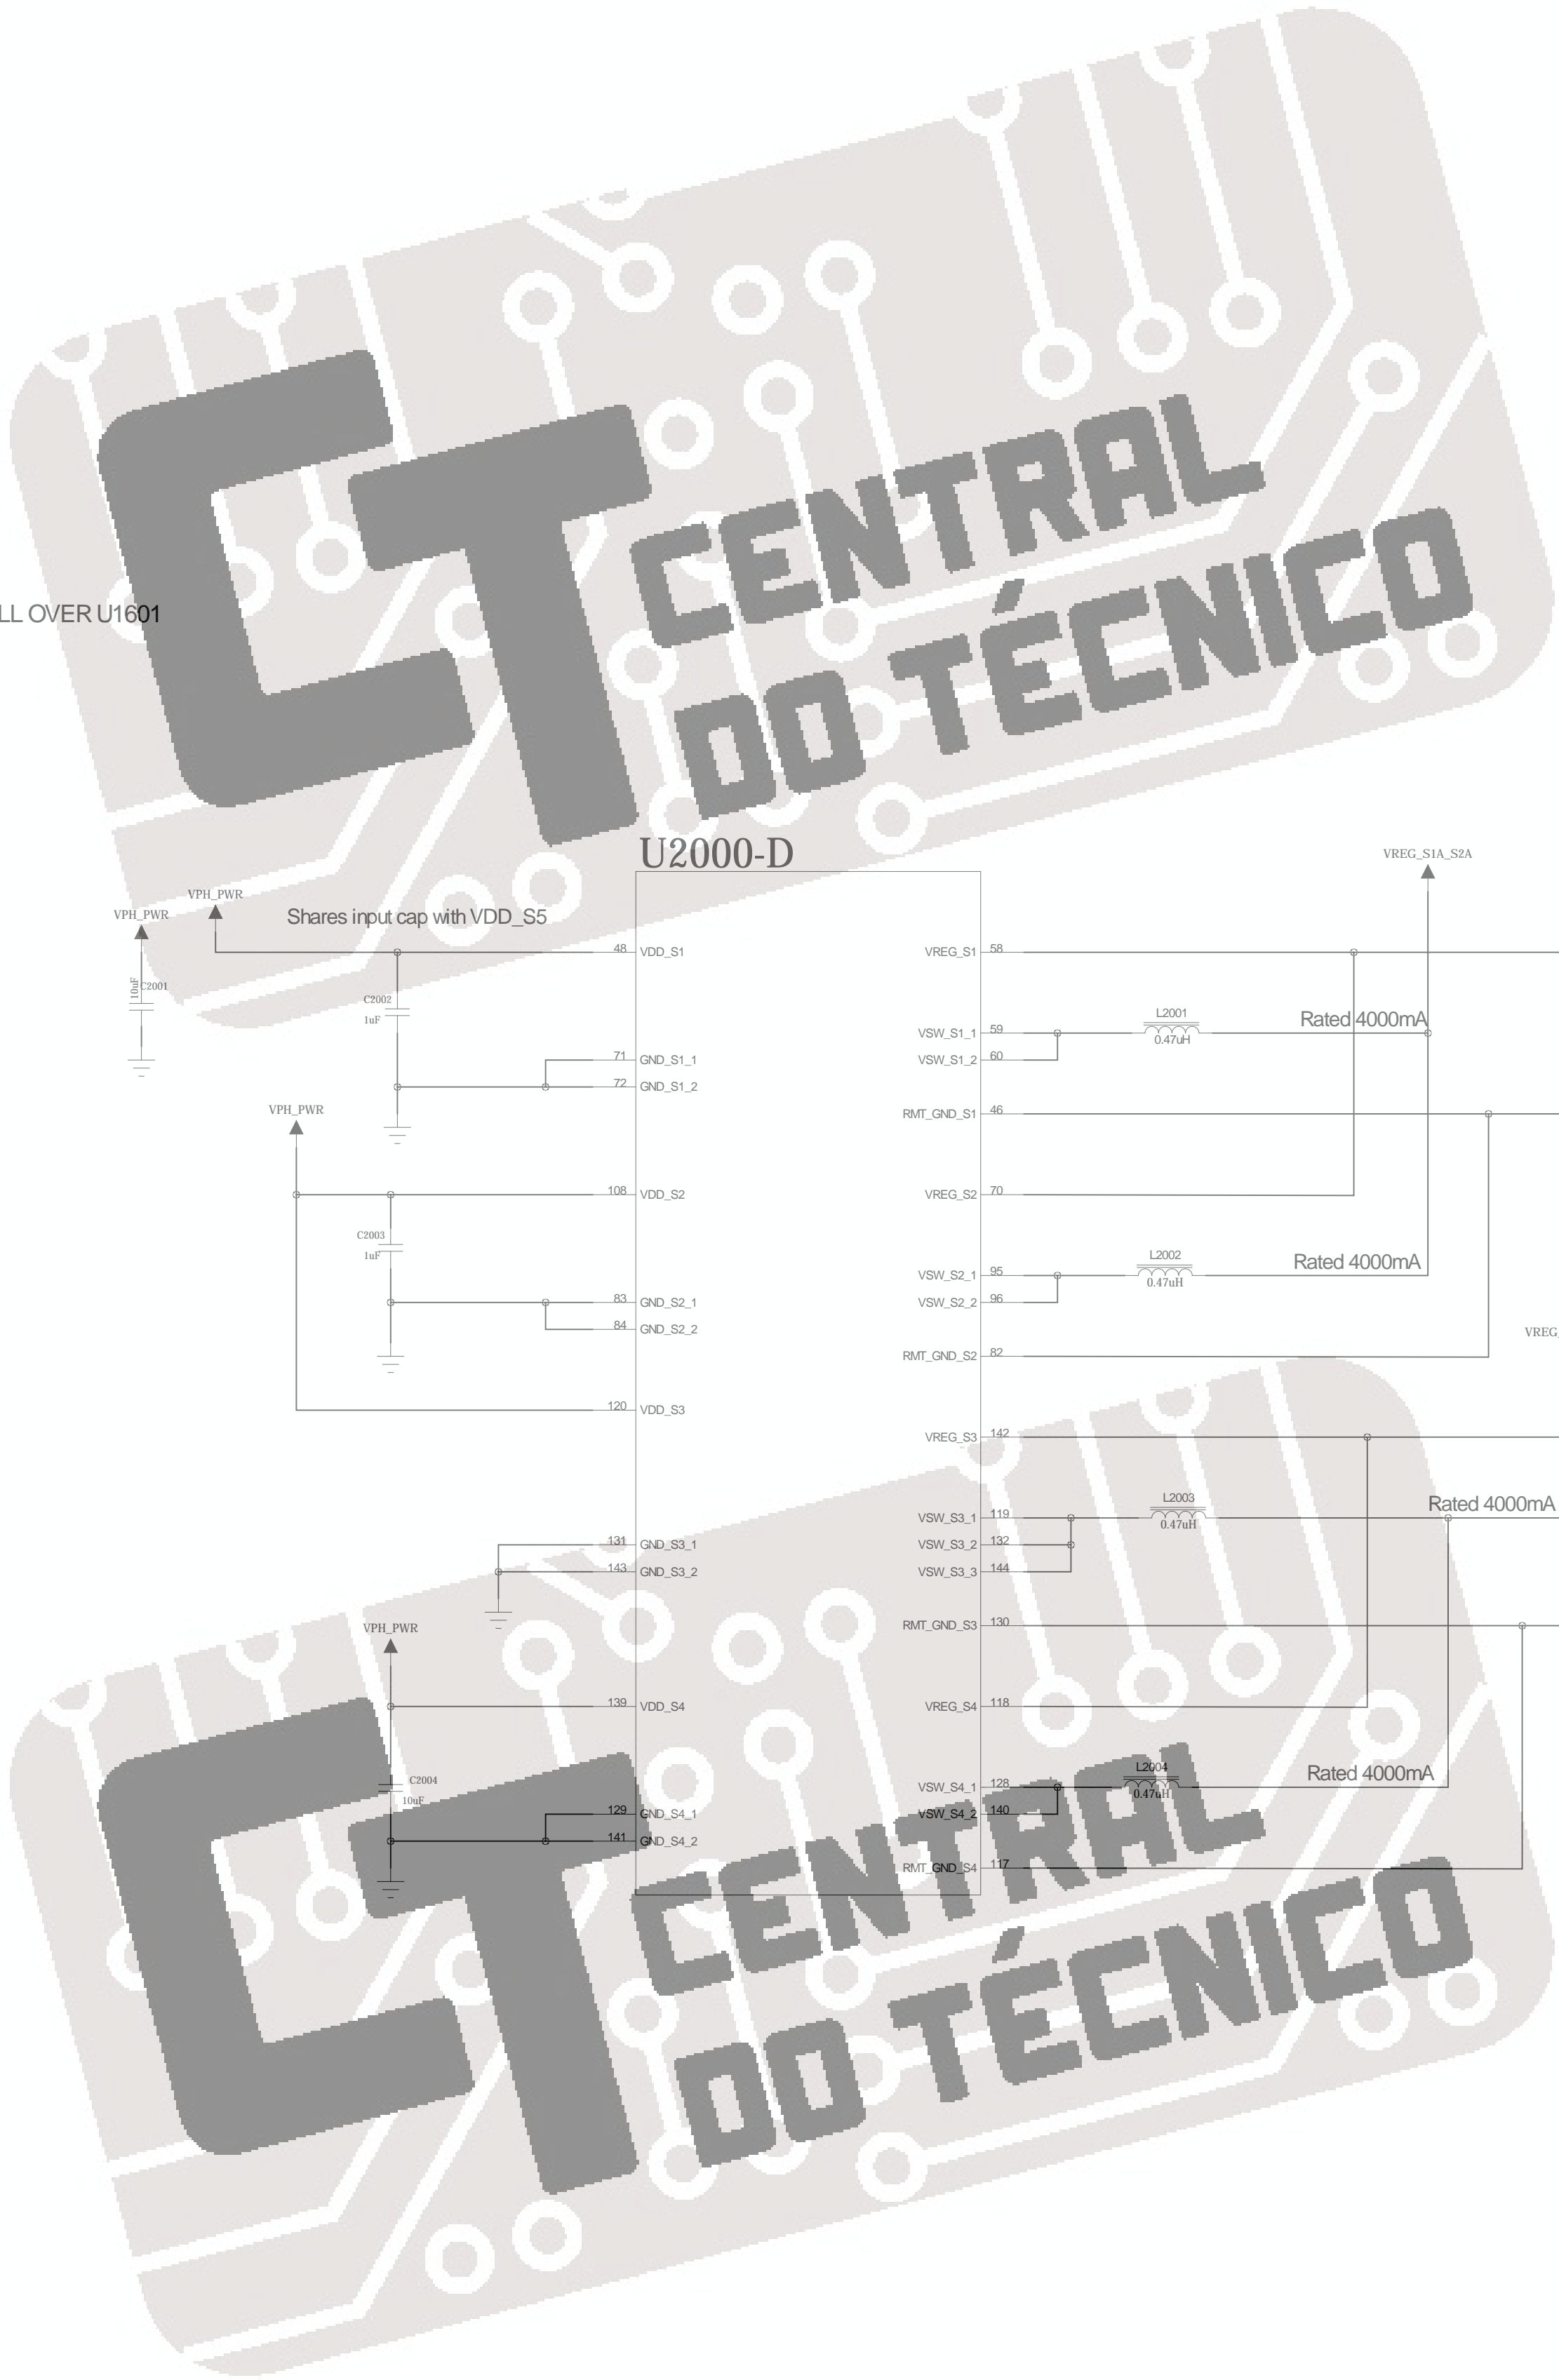 CT CENTRAL
DO TÉCNICO
LL OVER U1601
U2000-D
VREG_S1A_S2A
VPH_PWR
VPH_PWR
Shares input cap with VDD_S5
10uF
C2001
48 VDD_S1
VREG_S1 58
C2002
1uF
L2001
0.47uH
Rated 4000mA
VSW_S1_1 59
71 GND_S1_1
VSW_S1_2 60
72 GND_S1_2
VPH_PWR
RMT_GND_S1 46
108 VDD_S2
VREG_S2 70
C2003
1uF
L2002
0.47uH
Rated 4000mA
VSW_S2_1 95
83 GND_S2_1
VSW_S2_2 96
84 GND_S2_2
VREG_
RMT_GND_S2 82
120 VDD_S3
VREG_S3 142
L2003
0.47uH
Rated 4000mA
VSW_S3_1 119
131 GND_S3_1
VSW_S3_2 132
143 GND_S3_2
VSW_S3_3 144
VPH_PWR
RMT_GND_S3 130
139 VDD_S4
VREG_S4 118
C2004
10uF
L2004
0.47uH
Rated 4000mA
VSW_S4_1 128
129 GND_S4_1
VSW_S4_2 140
141 GND_S4_2
RMT_GND_S4 117
CT CENTRAL
DO TÉCNICO